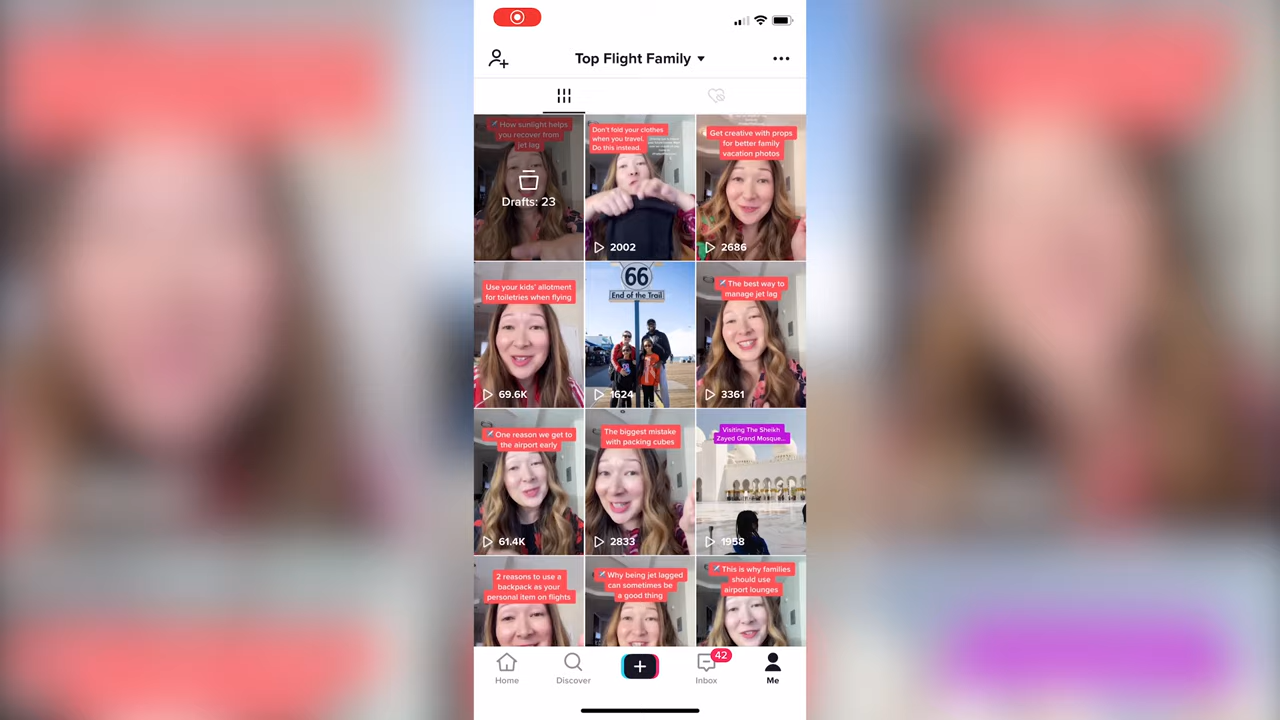 Top Flight Family
How sunlight helps
you recover from
jet lag
Drafts: 23
Don't fold your clothes
when you travel.
Do this instead.
2002
Get creative with props
for better family
vacation photos
2686
Use your kids' allotment
for toiletries when flying
69.6K
66
End of the Trail
1624
The best way to
manage jet lag
3361
One reason we get to
the airport early
61.4K
The biggest mistake
with packing cubes
2833
Visiting The Sheikh
Zayed Grand Mosque...
1958
2 reasons to use a
backpack as your
personal item on flights
Why being jet lagged
can sometimes be
a good thing
This is why families
should use
airport lounges
42
Home
Discover
Inbox
Me